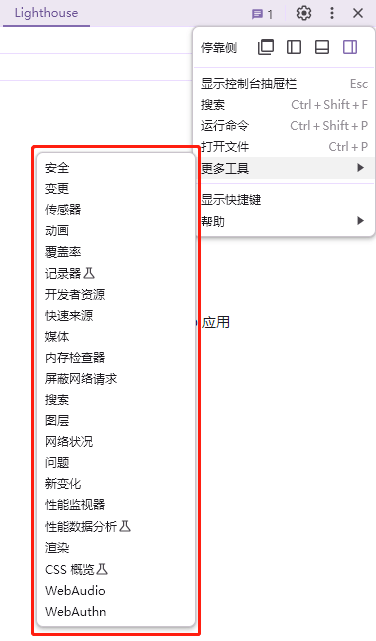 Lighthouse
1
停靠侧
显示控制台抽屉栏 Esc
搜索 Ctrl + Shift + F
运行命令 Ctrl + Shift + P
打开文件 Ctrl + P
更多工具
显示快捷键
帮助
安全
变更
传感器
动画
覆盖率
记录器
开发者资源
快速来源
应用
媒体
内存检查器
屏蔽网络请求
搜索
图层
网络状况
问题
新变化
性能监视器
性能数据分析
渲染
CSS 概览
WebAudio
WebAuthn